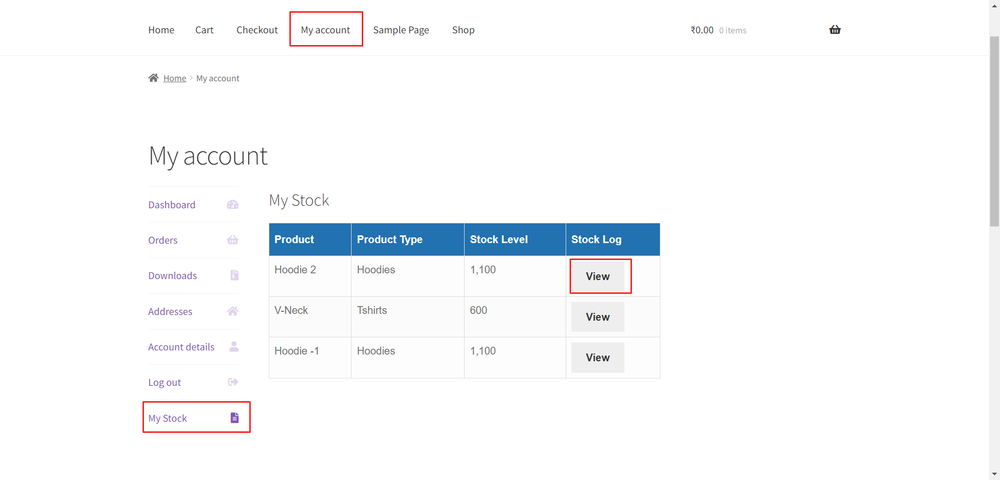 Home Cart Checkout My account Sample Page Shop ₹0.00 0 items
Home My account
My account
Dashboard
Orders
Downloads
Addresses
Account details
Log out
My Stock
My Stock
Product Product Type Stock Level Stock Log
Hoodie 2 Hoodies 1,100 View
V-Neck Tshirts 600 View
Hoodie -1 Hoodies 1,100 View